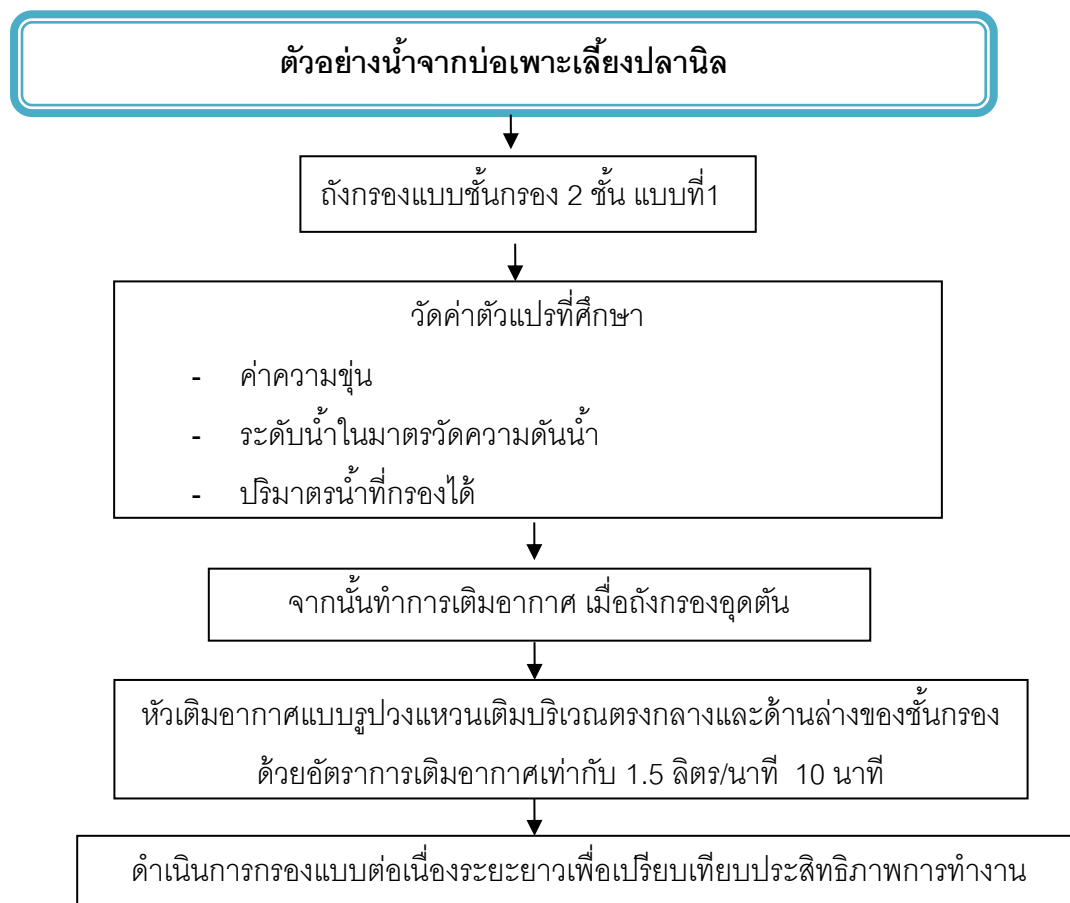 ตัวอย่างน้ำจากบ่อเพาะเลี้ยงปลานิล
ถังกรองแบบชั้นกรอง 2 ชั้น แบบที่1
วัดค่าตัวแปรที่ศึกษา
- ค่าความขุ่น
- ระดับน้ำในมาตรวัดความดันน้ำ
- ปริมาตรน้ำที่กรองได้
จากนั้นทำการเติมอากาศ เมื่อถังกรองอุดตัน
หัวเติมอากาศแบบรูปวงแหวนเติมบริเวณตรงกลางและด้านล่างของชั้นกรอง
ด้วยอัตราการเติมอากาศเท่ากับ 1.5 ลิตร/นาที 10 นาที
ดำเนินการกรองแบบต่อเนื่องระยะยาวเพื่อเปรียบเทียบประสิทธิภาพการทำงาน